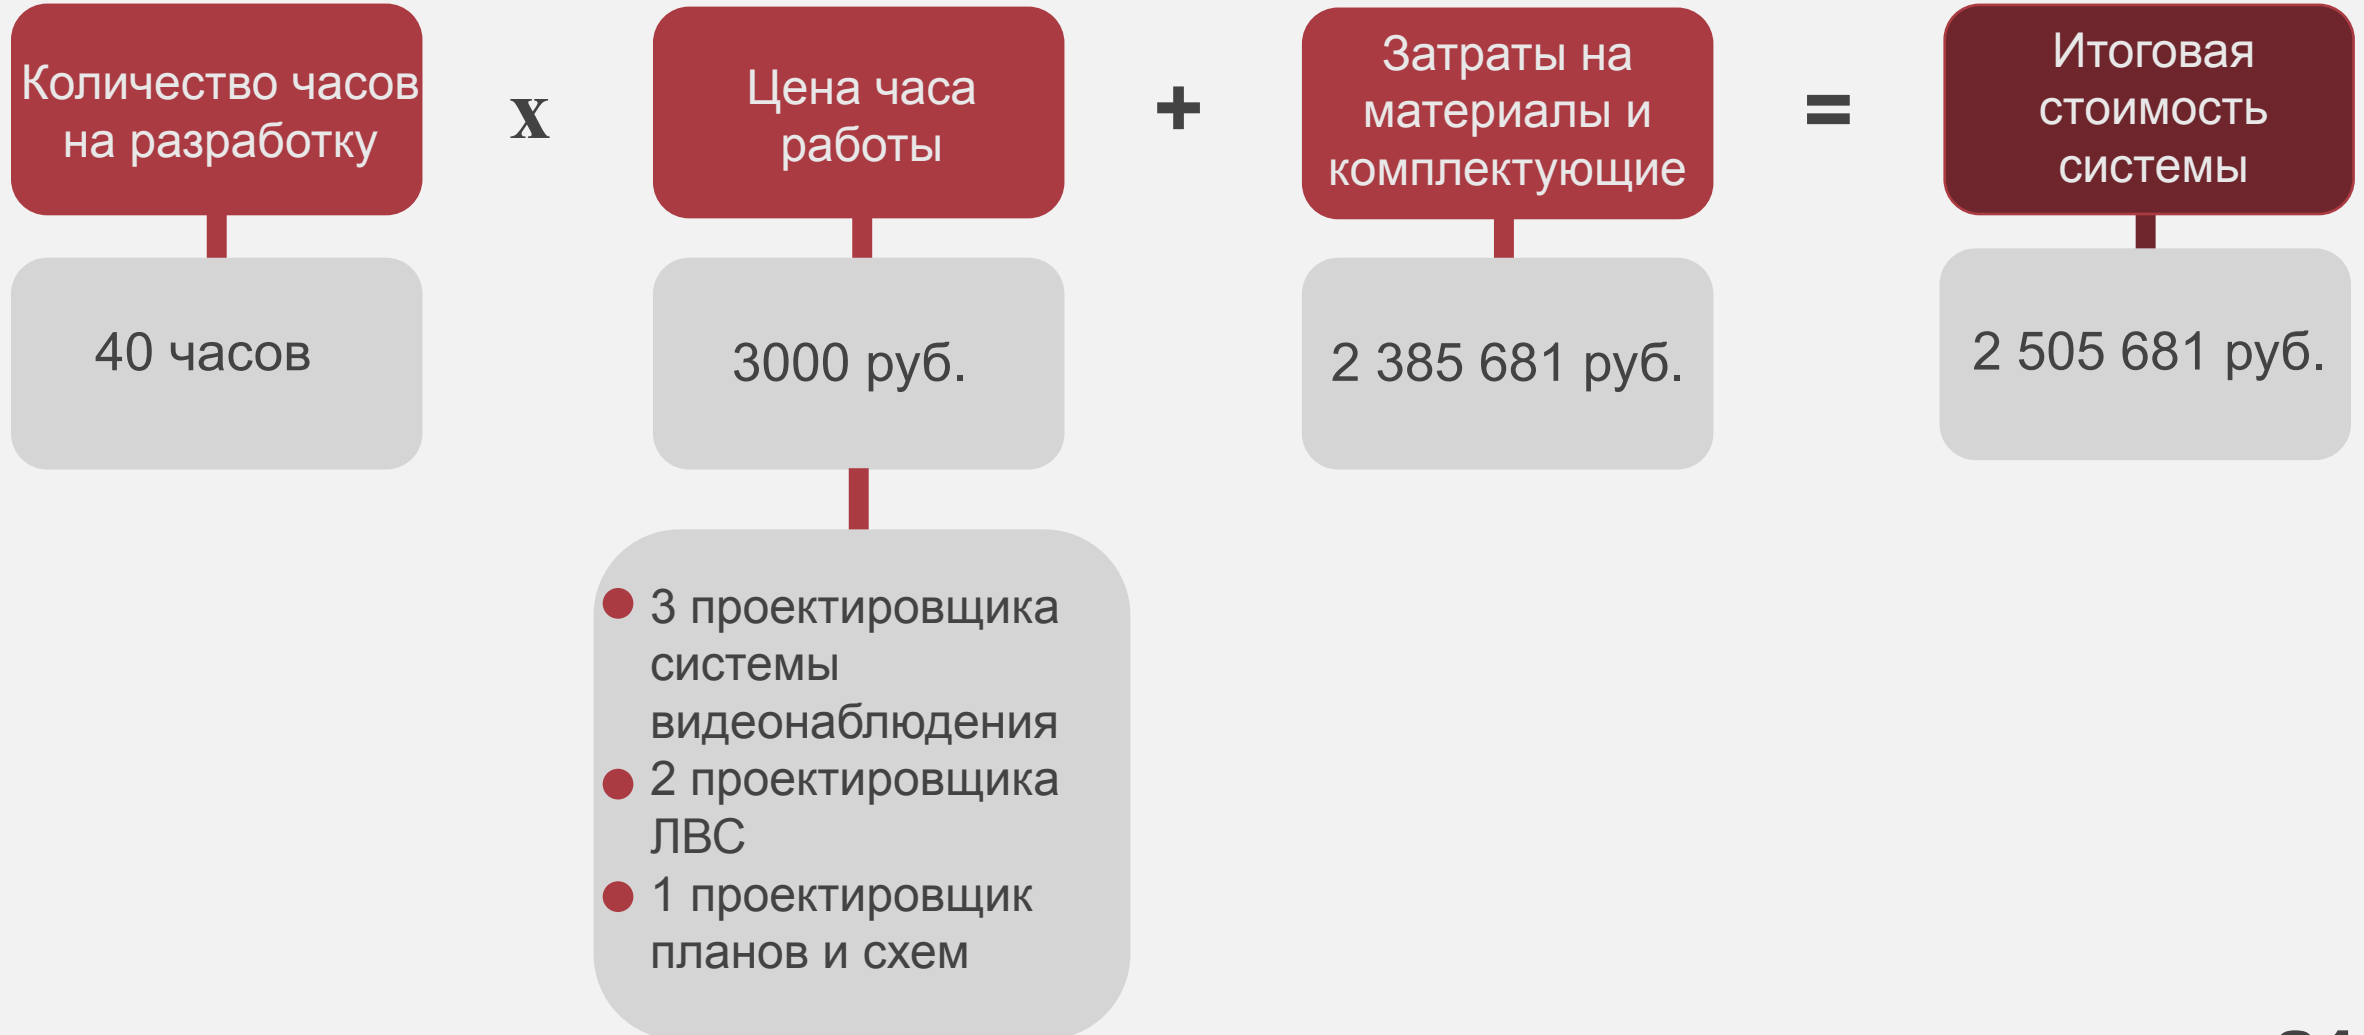 Количество часов
на разработку
x
Цена часа
работы
+
Затраты на
материалы и
комплектующие
=
Итоговая
стоимость
системы
40 часов
3000 руб.
2 385 681 руб.
2 505 681 руб.
3 проектировщика
системы
видеонаблюдения
2 проектировщика
ЛВС
1 проектировщик
планов и схем